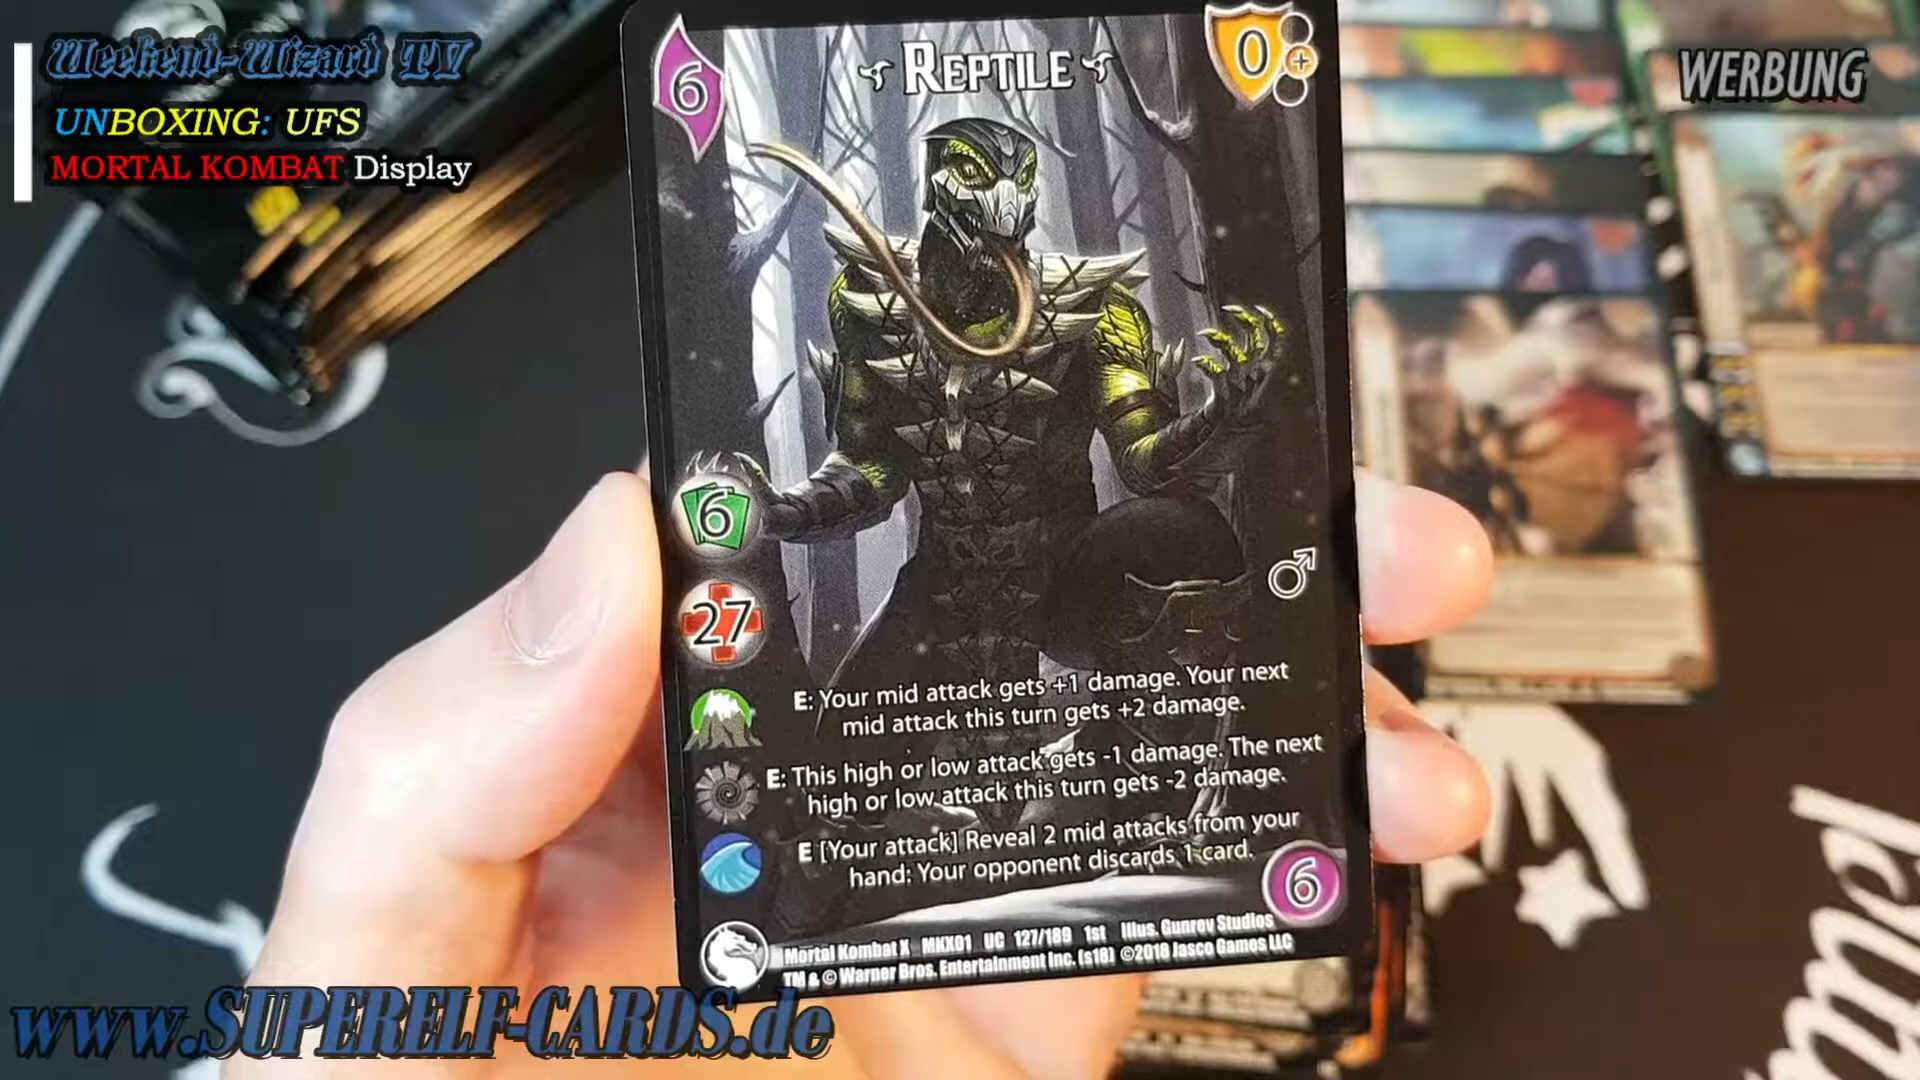 Weekend-Wizard TV
UNBOXING: UFS
MORTAL KOMBAT Display
WERBUNG
6
REPTILE
0
+
6
27
E: Your mid attack gets +1 damage. Your next
mid attack this turn gets +2 damage.
E: This high or low attack gets -1 damage. The next
high or low attack this turn gets -2 damage.
E [Your attack] Reveal 2 mid attacks from your
hand: Your opponent discards 1 card.
6
Mortal Kombat X MKX01 UC 127/189 1st Illus. Gunrev Studios
TM & © Warner Bros. Entertainment Inc. (s18) ©2018 Jasco Games LLC
www.SUPERELF-CARDS.de